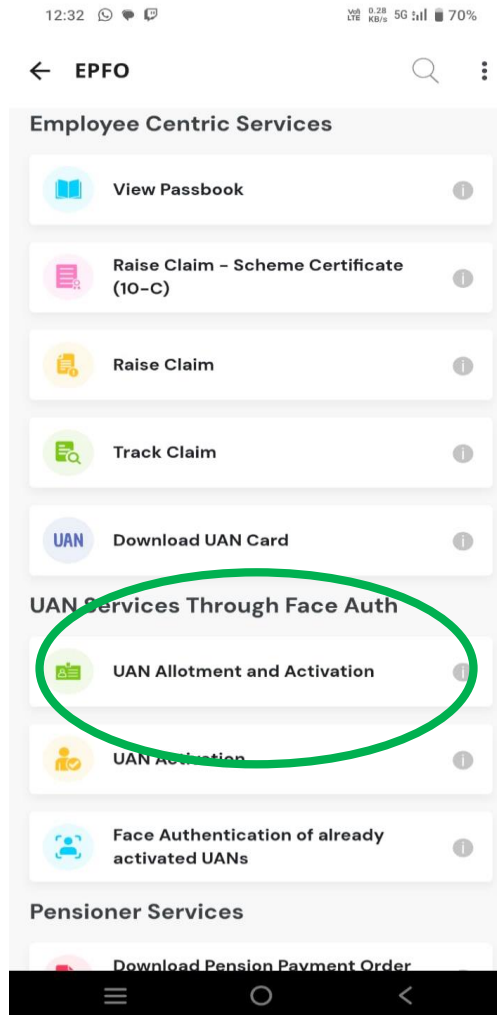 12:32
Vo) LTE 0.28 KB/s 5G 70%
EPFO
Employee Centric Services
View Passbook
Raise Claim – Scheme Certificate
(10-C)
Raise Claim
Track Claim
UAN Download UAN Card
UAN Services Through Face Auth
UAN Allotment and Activation
UAN Activation
Face Authentication of already
activated UANs
Pensioner Services
Download Pension Payment Order